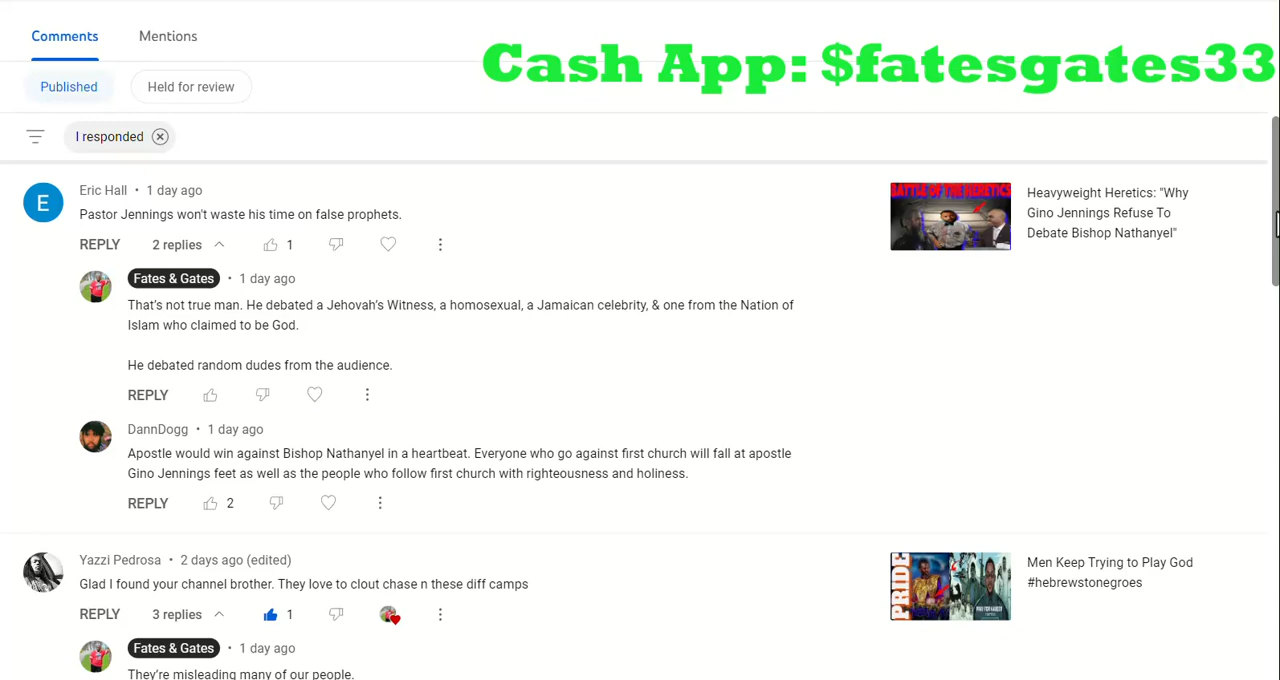 Comments
Mentions
Cash App: $fatesgates33
Published
Held for review
I responded
E
Eric Hall • 1 day ago
Pastor Jennings won't waste his time on false prophets.
REPLY
2 replies
1
BATTLE OF THE HERETICS
Heavyweight Heretics: "Why
Gino Jennings Refuse To
Debate Bishop Nathanyel"
Fates & Gates • 1 day ago
That's not true man. He debated a Jehovah's Witness, a homosexual, a Jamaican celebrity, & one from the Nation of
Islam who claimed to be God.
He debated random dudes from the audience.
REPLY
DannDogg • 1 day ago
Apostle would win against Bishop Nathanyel in a heartbeat. Everyone who go against first church will fall at apostle
Gino Jennings feet as well as the people who follow first church with righteousness and holiness.
REPLY
2
Yazzi Pedrosa • 2 days ago (edited)
Glad I found your channel brother. They love to clout chase n these diff camps
REPLY
3 replies
1
PRIDE
Men Keep Trying to Play God
#hebrewstonegroes
Fates & Gates • 1 day ago
They're misleading many of our people.